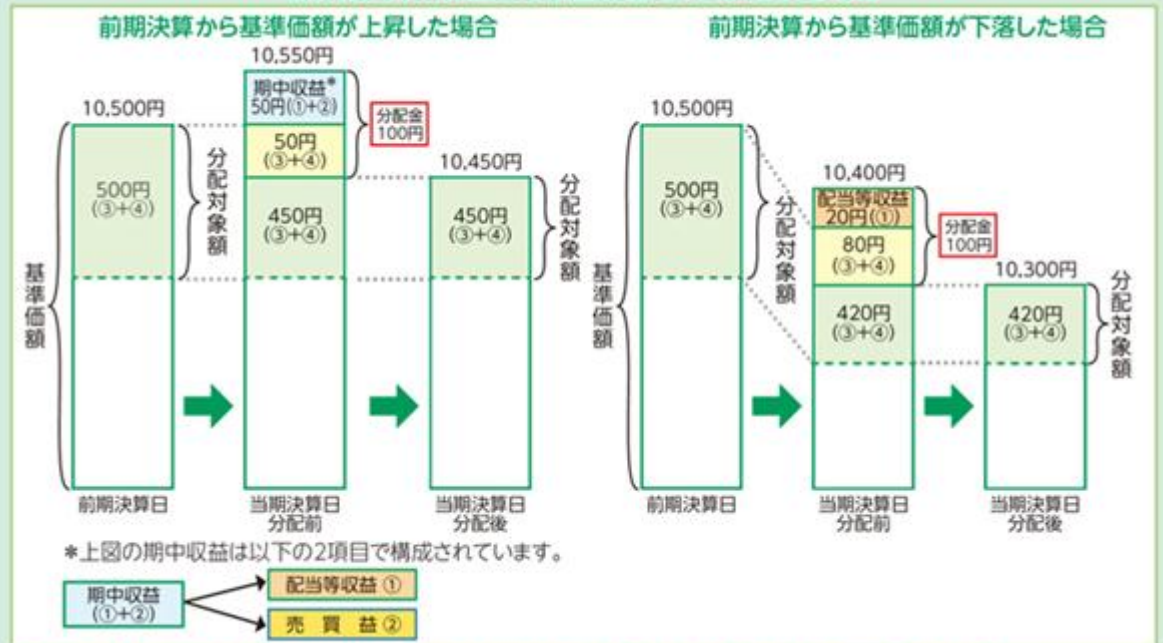 前期決算から基準価額が上昇した場合
10,500円
10,550円
期中収益*
50円(①+②)
分配金
100円
50円
(③+④)
10,450円
500円
(③+④)
分配対象額
450円
(③+④)
450円
(③+④)
分配対象額
基準価額
前期決算日
当期決算日
分配前
当期決算日
分配後
前期決算から基準価額が下落した場合
10,500円
10,400円
配当等収益
20円(①)
分配金
100円
80円
(③+④)
10,300円
500円
(③+④)
分配対象額
420円
(③+④)
420円
(③+④)
分配対象額
基準価額
前期決算日
当期決算日
分配前
当期決算日
分配後
*上図の期中収益は以下の2項目で構成されています。
期中収益
(①+②)
配当等収益 ①
売 買 益 ②